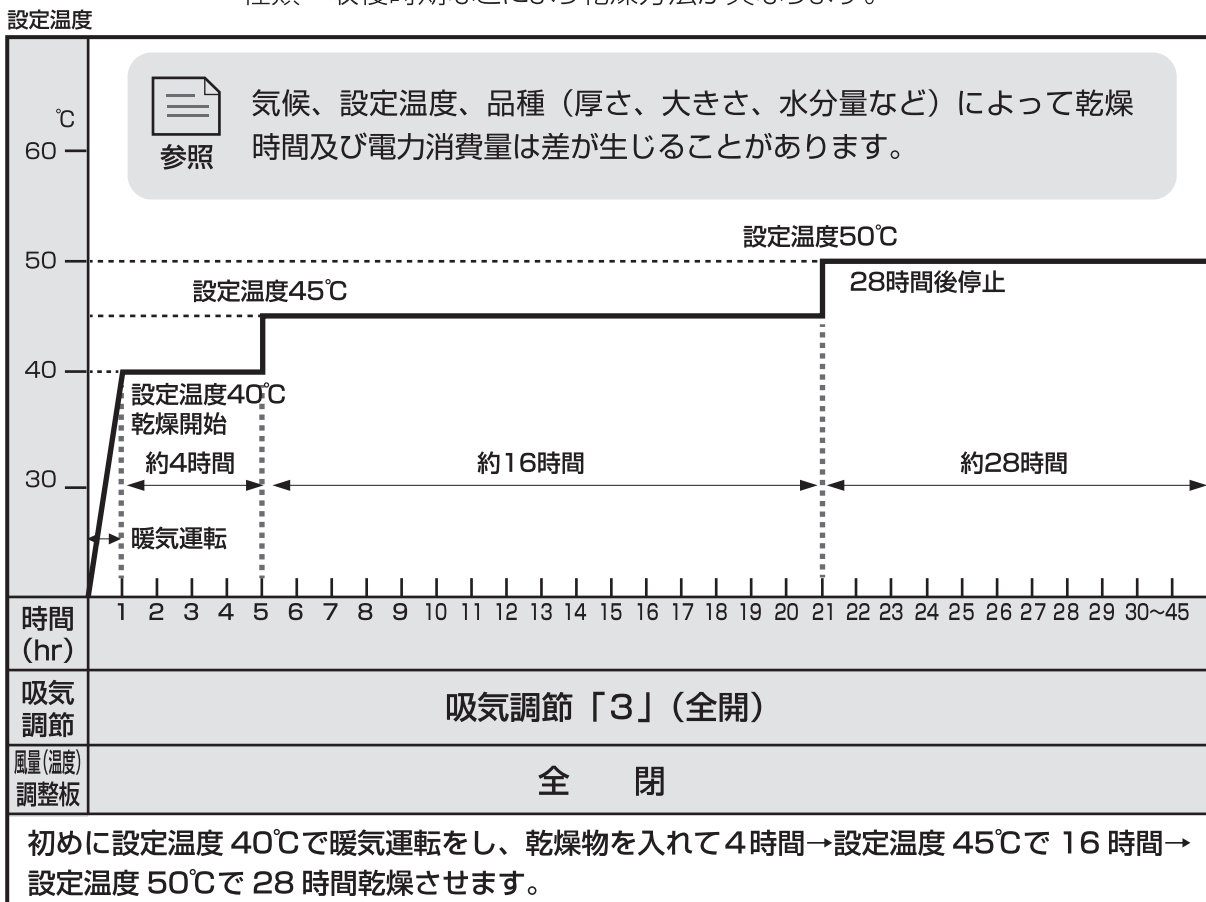 設定温度
℃
60
参照
気候、設定温度、品種（厚さ、大きさ、水分量など）によって乾燥
時間及び電力消費量は差が生じることがあります。
設定温度50℃
50
28時間後停止
設定温度45℃
40
設定温度40℃
乾燥開始
約4時間
約16時間
約28時間
30
暖気運転
時間
(hr)
1 2 3 4 5 6 7 8 9 10 11 12 13 14 15 16 17 18 19 20 21 22 23 24 25 26 27 28 29 30～45
吸気
調節
吸気調節「3」（全開）
風量(温度)
調整板
全　閉
初めに設定温度 40℃で暖気運転をし、乾燥物を入れて4時間→設定温度 45℃で 16 時間→
設定温度 50℃で 28 時間乾燥させます。